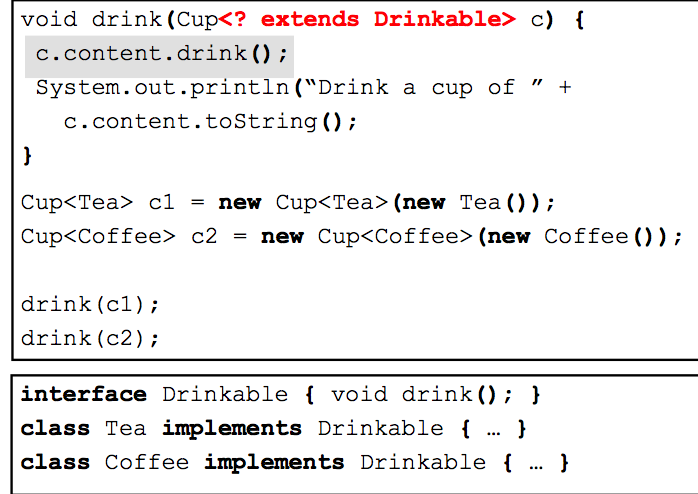 void drink(Cup<? extends Drinkable> c) {
c.content.drink();
System.out.println(“Drink a cup of ” +
c.content.toString();
}
Cup<Tea> c1 = new Cup<Tea>(new Tea());
Cup<Coffee> c2 = new Cup<Coffee>(new Coffee());
drink(c1);
drink(c2);
interface Drinkable { void drink(); }
class Tea implements Drinkable { … }
class Coffee implements Drinkable { … }